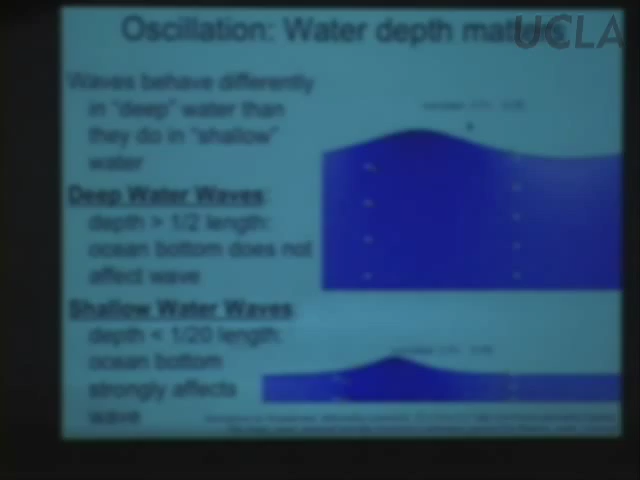 Oscillation: Water depth matters
UCLA
Waves behave differently
in "deep" water than
they do in "shallow"
water
Deep Water Waves:
depth > 1/2 length:
ocean bottom does not
affect wave
Shallow Water Waves:
depth < 1/20 length:
ocean bottom
strongly affects
wave